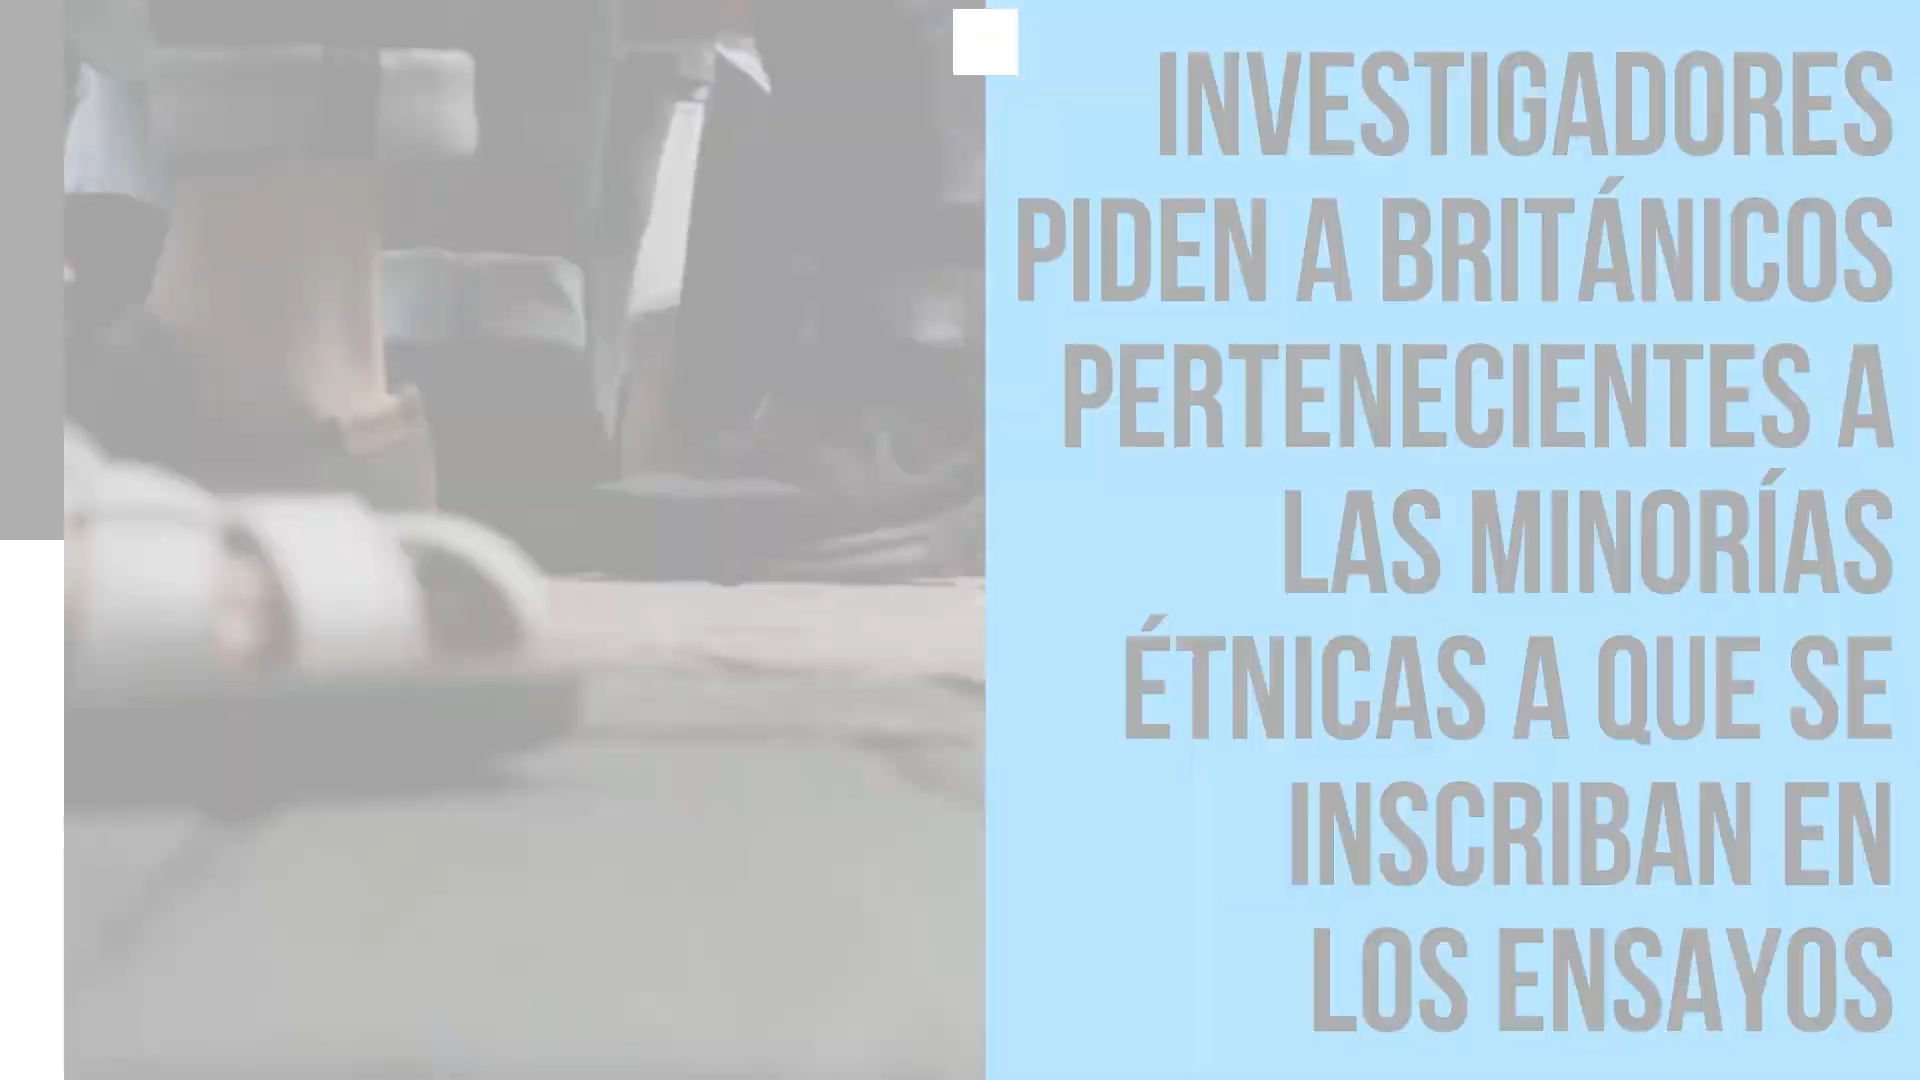 INVESTIGADORES
PIDEN A BRITÁNICOS
PERTENECIENTES A
LAS MINORÍAS
ÉTNICAS A QUE SE
INSCRIBAN EN
LOS ENSAYOS